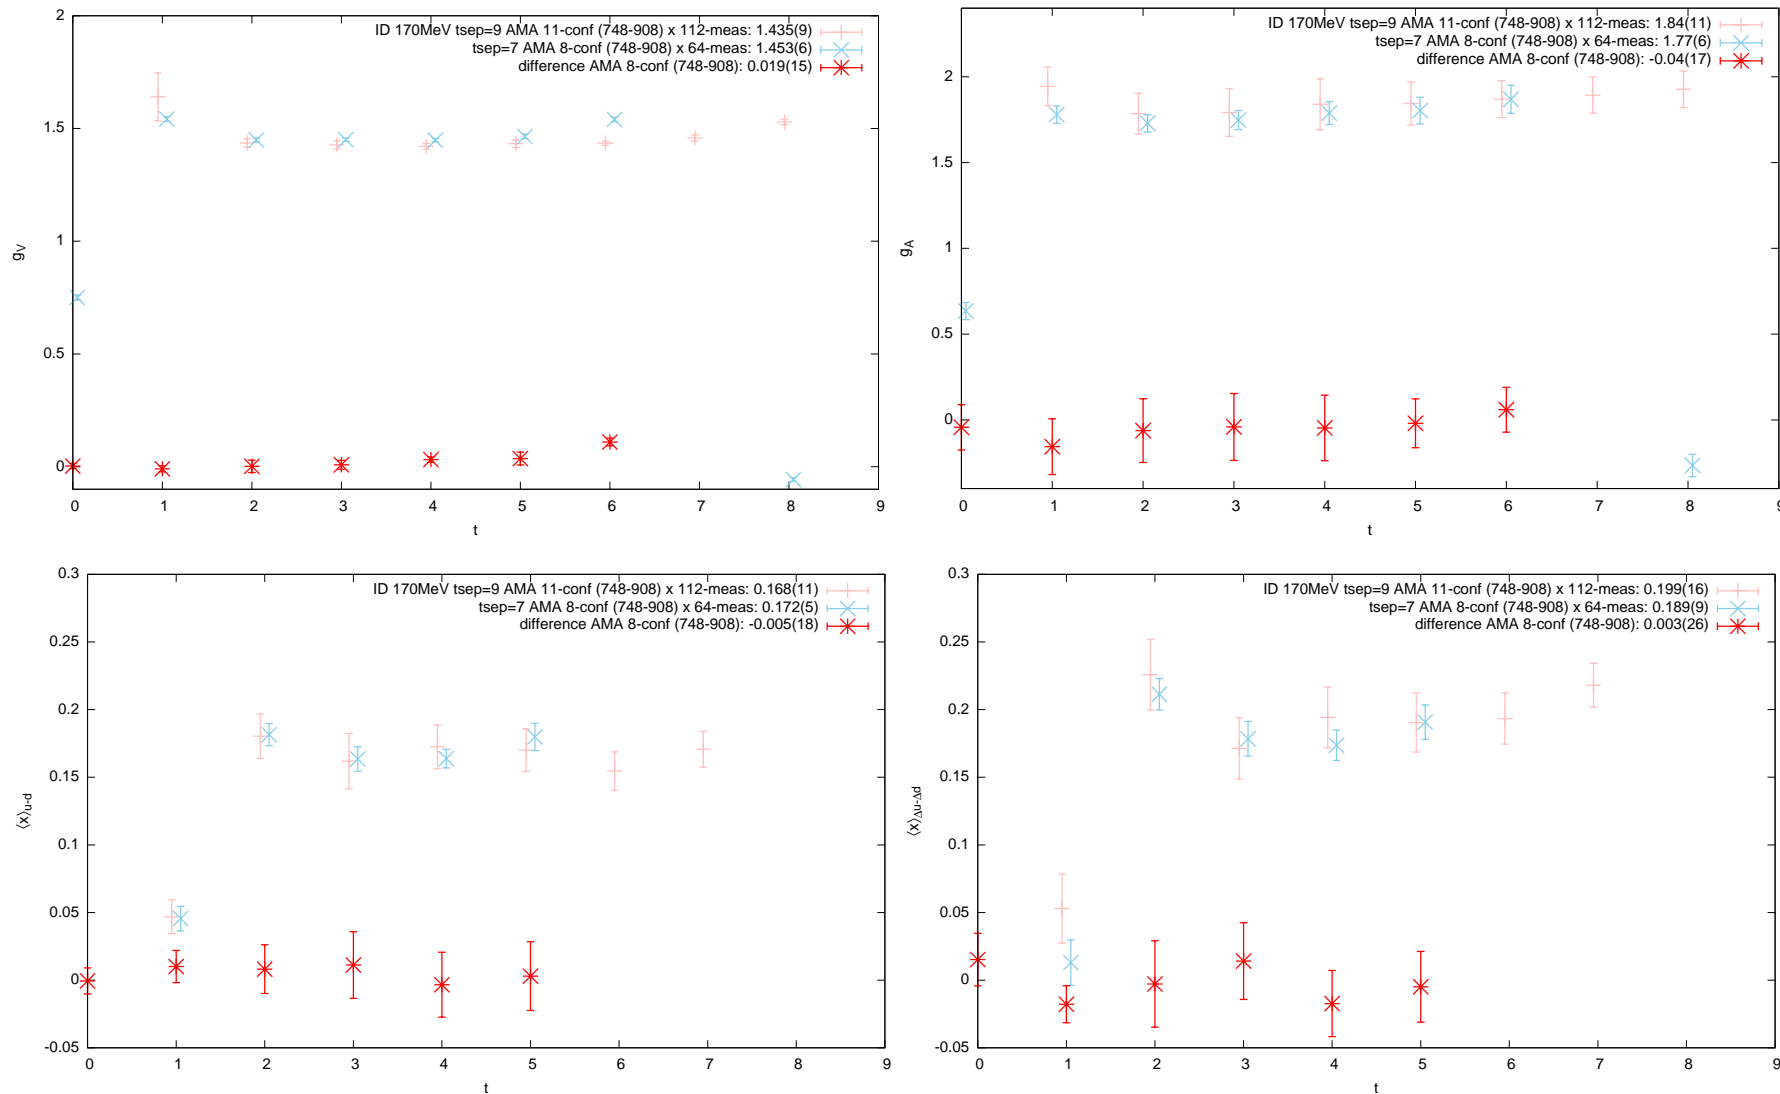 ID 170MeV tsep=9 AMA 11-conf (748-908) x 112-meas: 1.435(9)
tsep=7 AMA 8-conf (748-908) x 64-meas: 1.453(6)
difference AMA 8-conf (748-908): 0.019(15)
2
1.5
1
0.5
0
gV
0 1 2 3 4 5 6 7 8 9
t
ID 170MeV tsep=9 AMA 11-conf (748-908) x 112-meas: 1.84(11)
tsep=7 AMA 8-conf (748-908) x 64-meas: 1.77(6)
difference AMA 8-conf (748-908): -0.04(17)
2
1.5
1
0.5
0
gA
0 1 2 3 4 5 6 7 8 9
t
ID 170MeV tsep=9 AMA 11-conf (748-908) x 112-meas: 0.168(11)
tsep=7 AMA 8-conf (748-908) x 64-meas: 0.172(5)
difference AMA 8-conf (748-908): -0.005(18)
0.3
0.25
0.2
0.15
0.1
0.05
0
-0.05
⟨x⟩u-d
0 1 2 3 4 5 6 7 8 9
t
ID 170MeV tsep=9 AMA 11-conf (748-908) x 112-meas: 0.199(16)
tsep=7 AMA 8-conf (748-908) x 64-meas: 0.189(9)
difference AMA 8-conf (748-908): 0.003(26)
0.3
0.25
0.2
0.15
0.1
0.05
0
-0.05
⟨x⟩Δu-Δd
0 1 2 3 4 5 6 7 8 9
t